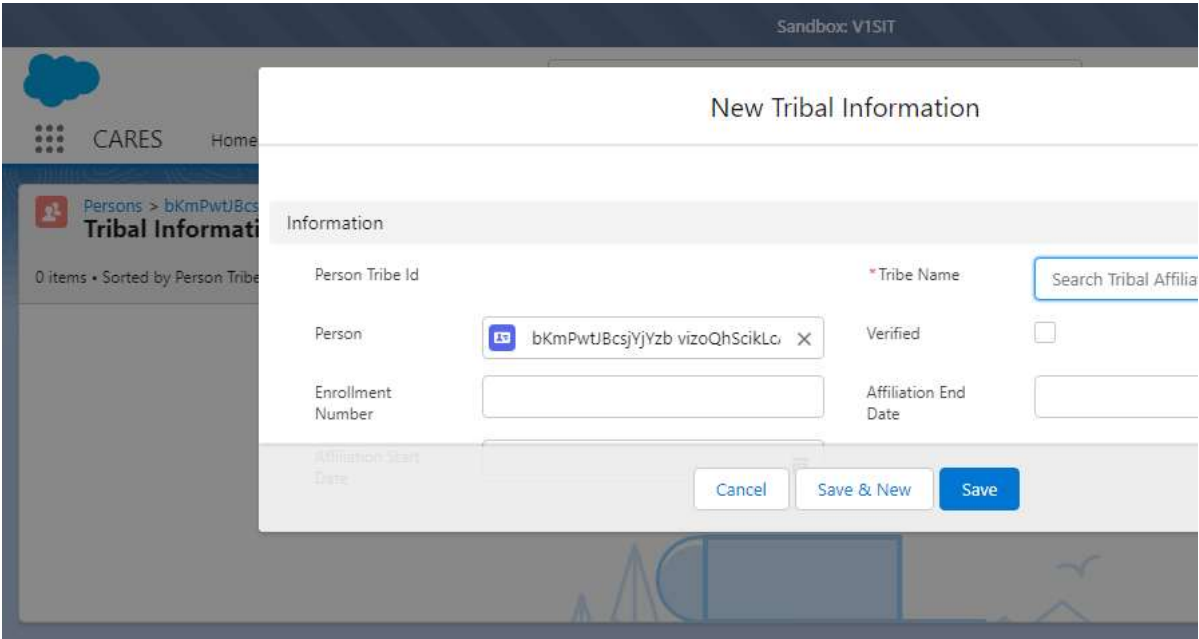 Sandbox: V1SIT
New Tribal Information
CARES Home
Persons > bKmPwtJBcs
Tribal Informati
0 items • Sorted by Person Tribe
Information
Person Tribe Id
*Tribe Name Search Tribal Affilia
Person bKmPwtJBcsjYjYzb vizoQhScikLc
Verified
Enrollment
Number
Affiliation End
Date
Affiliation Start
Date
Cancel Save & New Save